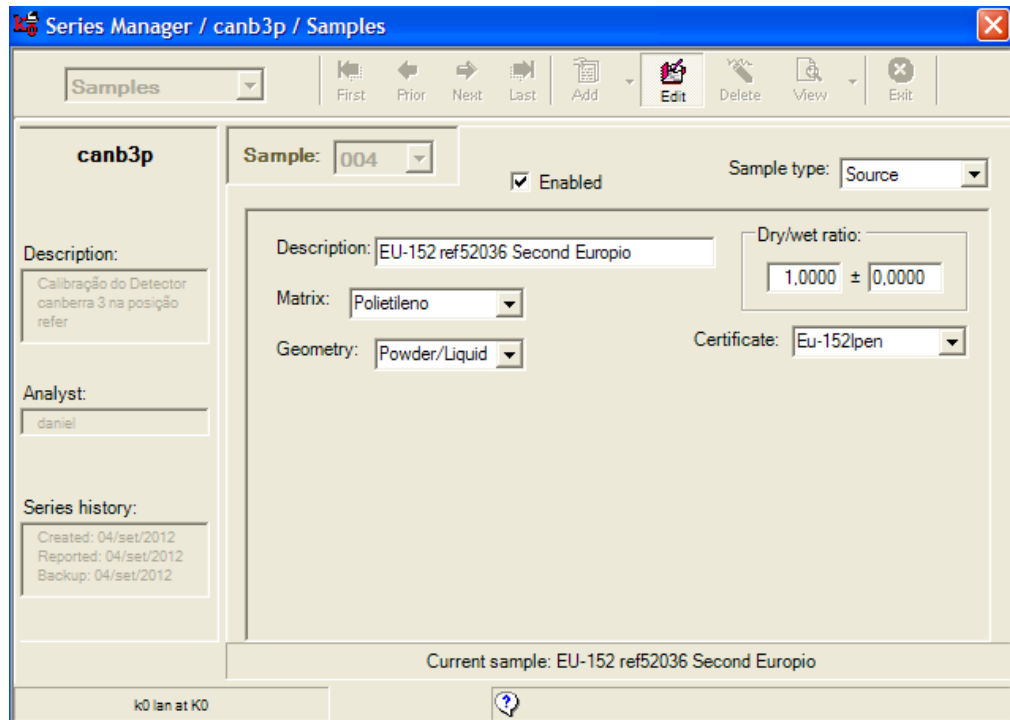 Series Manager / canb3p / Samples
Samples
First Prior Next Last Add Edit Delete View Exit
canb3p
Sample: 004
Enabled
Sample type: Source
Description:
Calibração do Detector
canberra 3 na posição
refer
Analyst:
daniel
Series history:
Created: 04/set/2012
Reported: 04/set/2012
Backup: 04/set/2012
Description: EU-152 ref52036 Second Europio
Matrix: Polietileno
Geometry: Powder/Liquid
Dry/wet ratio:
1,0000 ± 0,0000
Certificate: Eu-152Ipen
Current sample: EU-152 ref52036 Second Europio
k0 Ian at K0